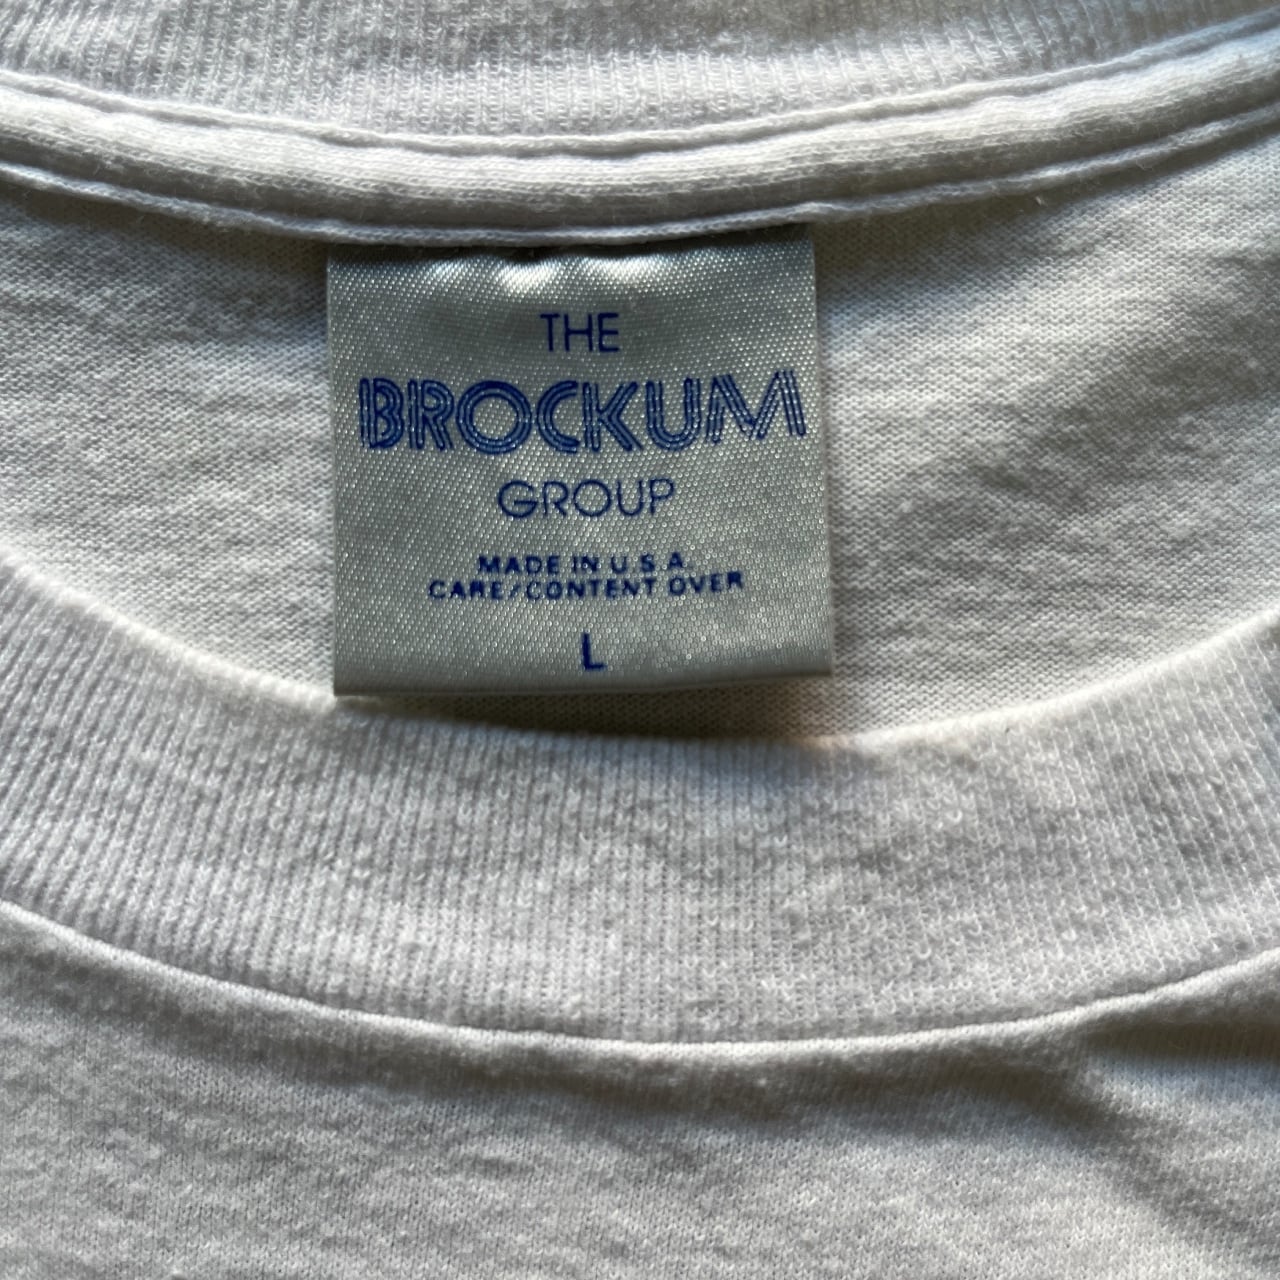 THE
BROCKUM
GROUP
MADE IN U.S.A.
CARE/CONTENT OVER
L